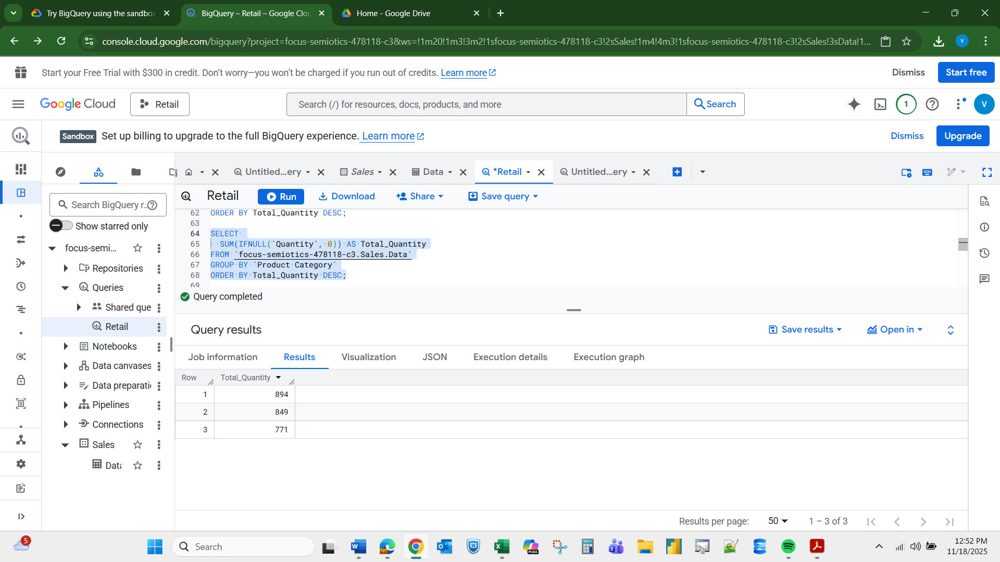 Try BigQuery using the sandbox
BigQuery – Retail – Google Clou
Home - Google Drive
console.cloud.google.com/bigquery?project=focus-semiotics-478118-c3&ws=!1m20!1m3!3m2!1sfocus-semiotics-478118-c3!2sSales!1m4!4m3!1sfocus-semiotics-478118-c3!2sSales!3sData!1...
V
Start your Free Trial with $300 in credit. Don’t worry—you won’t be charged if you run out of credits. Learn more
Dismiss
Start free
Google Cloud
Retail
Search (/) for resources, docs, products, and more
Search
1
V
Sandbox Set up billing to upgrade to the full BigQuery experience. Learn more
Dismiss
Upgrade
Untitled...ery
Sales
Data
*Retail
Untitled...ery
Search BigQuery r...
Show starred only
focus-semi...
Repositories
Queries
Shared que
Retail
Notebooks
Data canvases
Data preparati
Pipelines
Connections
Sales
Data
Retail
Run
Download
Share
Save query
62 ORDER BY Total_Quantity DESC;
63
64 SELECT
65 SUM(IFNULL(`Quantity`, 0)) AS Total_Quantity
66 FROM `focus-semiotics-478118-c3.Sales.Data`
67 GROUP BY `Product Category`
68 ORDER BY Total_Quantity DESC;
69
Query completed
Query results
Save results
Open in
Job information
Results
Visualization
JSON
Execution details
Execution graph
Row Total_Quantity
1 894
2 849
3 771
Results per page: 50 1 – 3 of 3
5
Search
M365
12:52 PM
11/18/2025